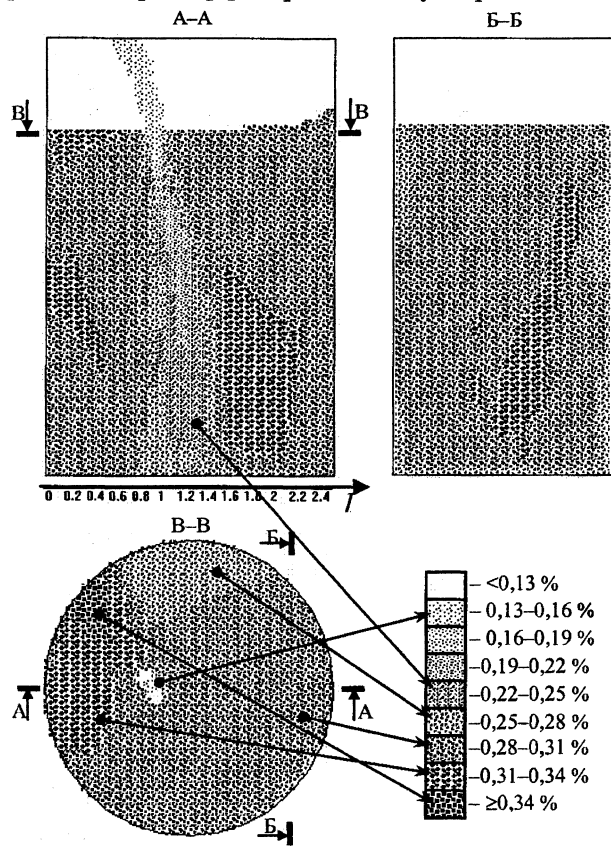 А–А
Б–Б
В
В
0 0.2 0.4 0.6 0.8 1 1.2 1.4 1.6 1.8 2 2.2 2.4 l
В–В
Б
А
А
Б
– <0,13 %
– 0,13–0,16 %
– 0,16–0,19 %
–0,19–0,22 %
–0,22–0,25 %
–0,25–0,28 %
–0,28–0,31 %
–0,31–0,34 %
– ≥0,34 %